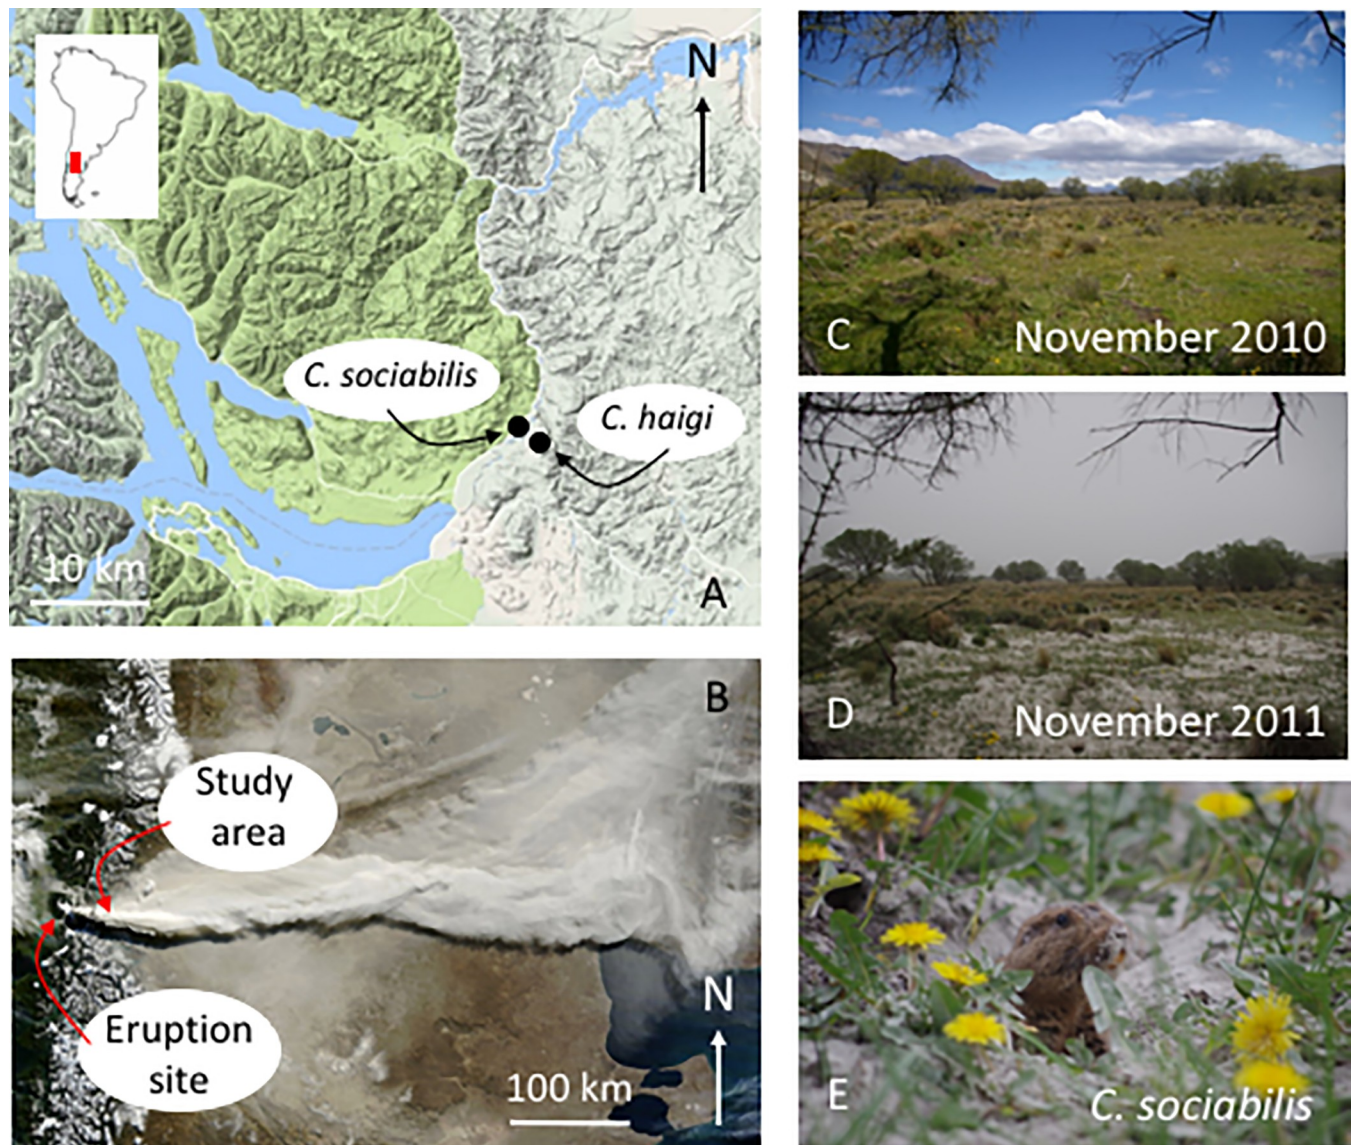 N
C. sociabilis
C. haigi
10 km
A
B
Study
area
Eruption
site
N
100 km
C
November 2010
D
November 2011
E
C. sociabilis